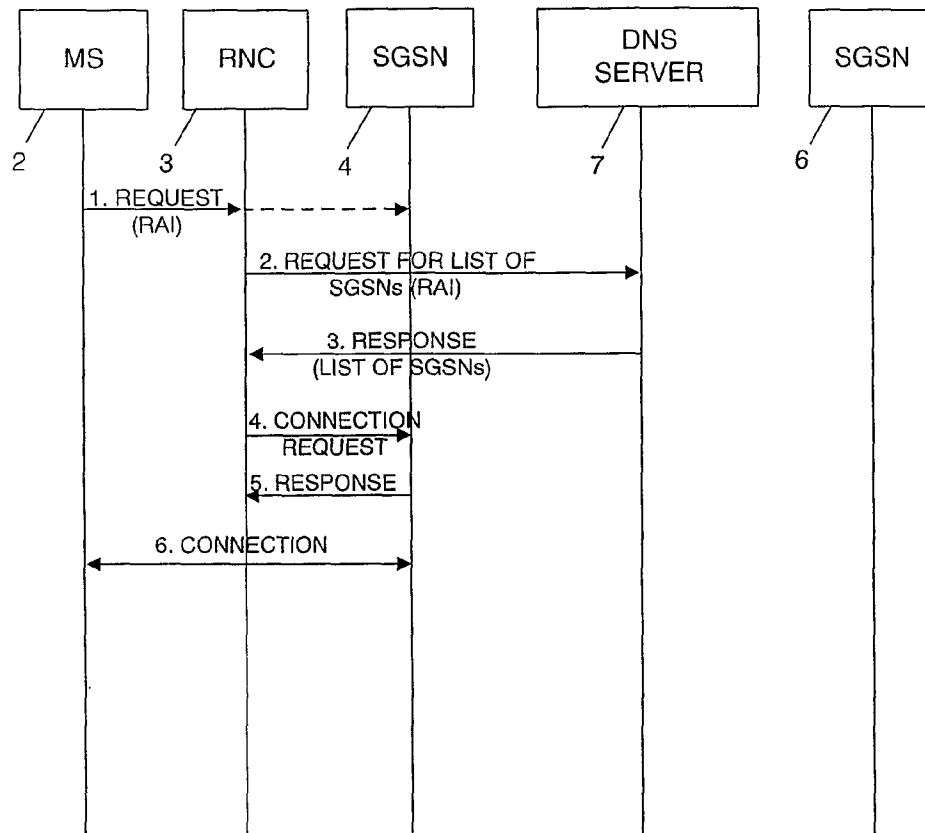 MS
RNC
SGSN
DNS
SERVER
SGSN
2
3
4
7
6
1. REQUEST
(RAI)
2. REQUEST FOR LIST OF
SGSNs (RAI)
3. RESPONSE
(LIST OF SGSNs)
4. CONNECTION
REQUEST
5. RESPONSE
6. CONNECTION